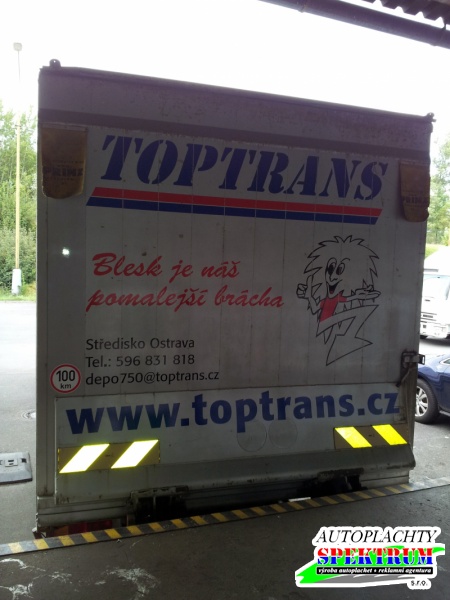 TOPTRANS
Blesk je náš
pomalejší brácha
Středisko Ostrava
Tel.: 596 831 818
depo750@toptrans.cz
100
km
www.toptrans.cz
AUTOPLACHTY
SPEKTRUM
výroba autoplachet • reklamní agentura
s.r.o.